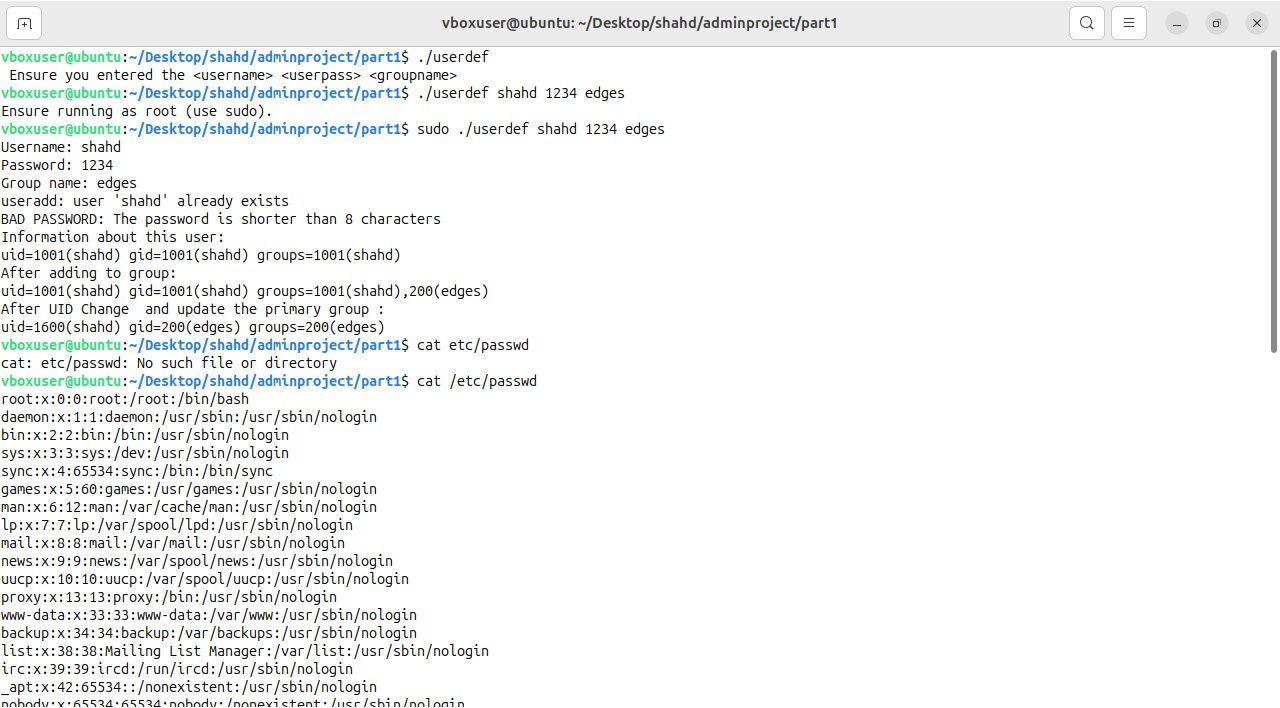 vboxuser@ubuntu: ~/Desktop/shahd/adminproject/part1
vboxuser@ubuntu:~/Desktop/shahd/adminproject/part1$ ./userdef
 Ensure you entered the <username> <userpass> <groupname>
vboxuser@ubuntu:~/Desktop/shahd/adminproject/part1$ ./userdef shahd 1234 edges
Ensure running as root (use sudo).
vboxuser@ubuntu:~/Desktop/shahd/adminproject/part1$ sudo ./userdef shahd 1234 edges
Username: shahd
Password: 1234
Group name: edges
useradd: user 'shahd' already exists
BAD PASSWORD: The password is shorter than 8 characters
Information about this user:
uid=1001(shahd) gid=1001(shahd) groups=1001(shahd)
After adding to group:
uid=1001(shahd) gid=1001(shahd) groups=1001(shahd),200(edges)
After UID Change  and update the primary group :
uid=1600(shahd) gid=200(edges) groups=200(edges)
vboxuser@ubuntu:~/Desktop/shahd/adminproject/part1$ cat etc/passwd
cat: etc/passwd: No such file or directory
vboxuser@ubuntu:~/Desktop/shahd/adminproject/part1$ cat /etc/passwd
root:x:0:0:root:/root:/bin/bash
daemon:x:1:1:daemon:/usr/sbin:/usr/sbin/nologin
bin:x:2:2:bin:/bin:/usr/sbin/nologin
sys:x:3:3:sys:/dev:/usr/sbin/nologin
sync:x:4:65534:sync:/bin:/bin/sync
games:x:5:60:games:/usr/games:/usr/sbin/nologin
man:x:6:12:man:/var/cache/man:/usr/sbin/nologin
lp:x:7:7:lp:/var/spool/lpd:/usr/sbin/nologin
mail:x:8:8:mail:/var/mail:/usr/sbin/nologin
news:x:9:9:news:/var/spool/news:/usr/sbin/nologin
uucp:x:10:10:uucp:/var/spool/uucp:/usr/sbin/nologin
proxy:x:13:13:proxy:/bin:/usr/sbin/nologin
www-data:x:33:33:www-data:/var/www:/usr/sbin/nologin
backup:x:34:34:backup:/var/backups:/usr/sbin/nologin
list:x:38:38:Mailing List Manager:/var/list:/usr/sbin/nologin
irc:x:39:39:ircd:/run/ircd:/usr/sbin/nologin
_apt:x:42:65534::/nonexistent:/usr/sbin/nologin
nobody:x:65534:65534:nobody:/nonexistent:/usr/sbin/nologin